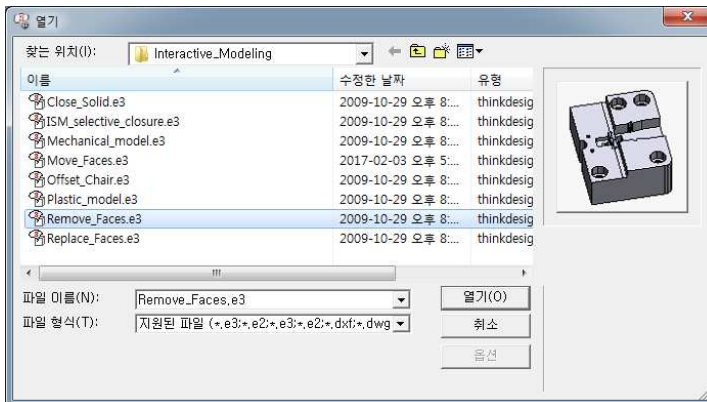 열기
찾는 위치(I): Interactive_Modeling
이름 수정한 날짜 유형
Close_Solid.e3 2009-10-29 오후 8:... thinkdesig
ISM_selective_closure.e3 2009-10-29 오후 8:... thinkdesig
Mechanical_model.e3 2009-10-29 오후 8:... thinkdesig
Move_Faces.e3 2017-02-03 오후 5:... thinkdesig
Offset_Chair.e3 2009-10-29 오후 8:... thinkdesig
Plastic_model.e3 2009-10-29 오후 8:... thinkdesig
Remove_Faces.e3 2009-10-29 오후 8:... thinkdesig
Replace_Faces.e3 2009-10-29 오후 8:... thinkdesig
파일 이름(N): Remove_Faces.e3 열기(O)
파일 형식(T): 지원된 파일 (*.e3;*.e2;*.e3;*.e2;*.dxf;*.dwg 취소
옵션